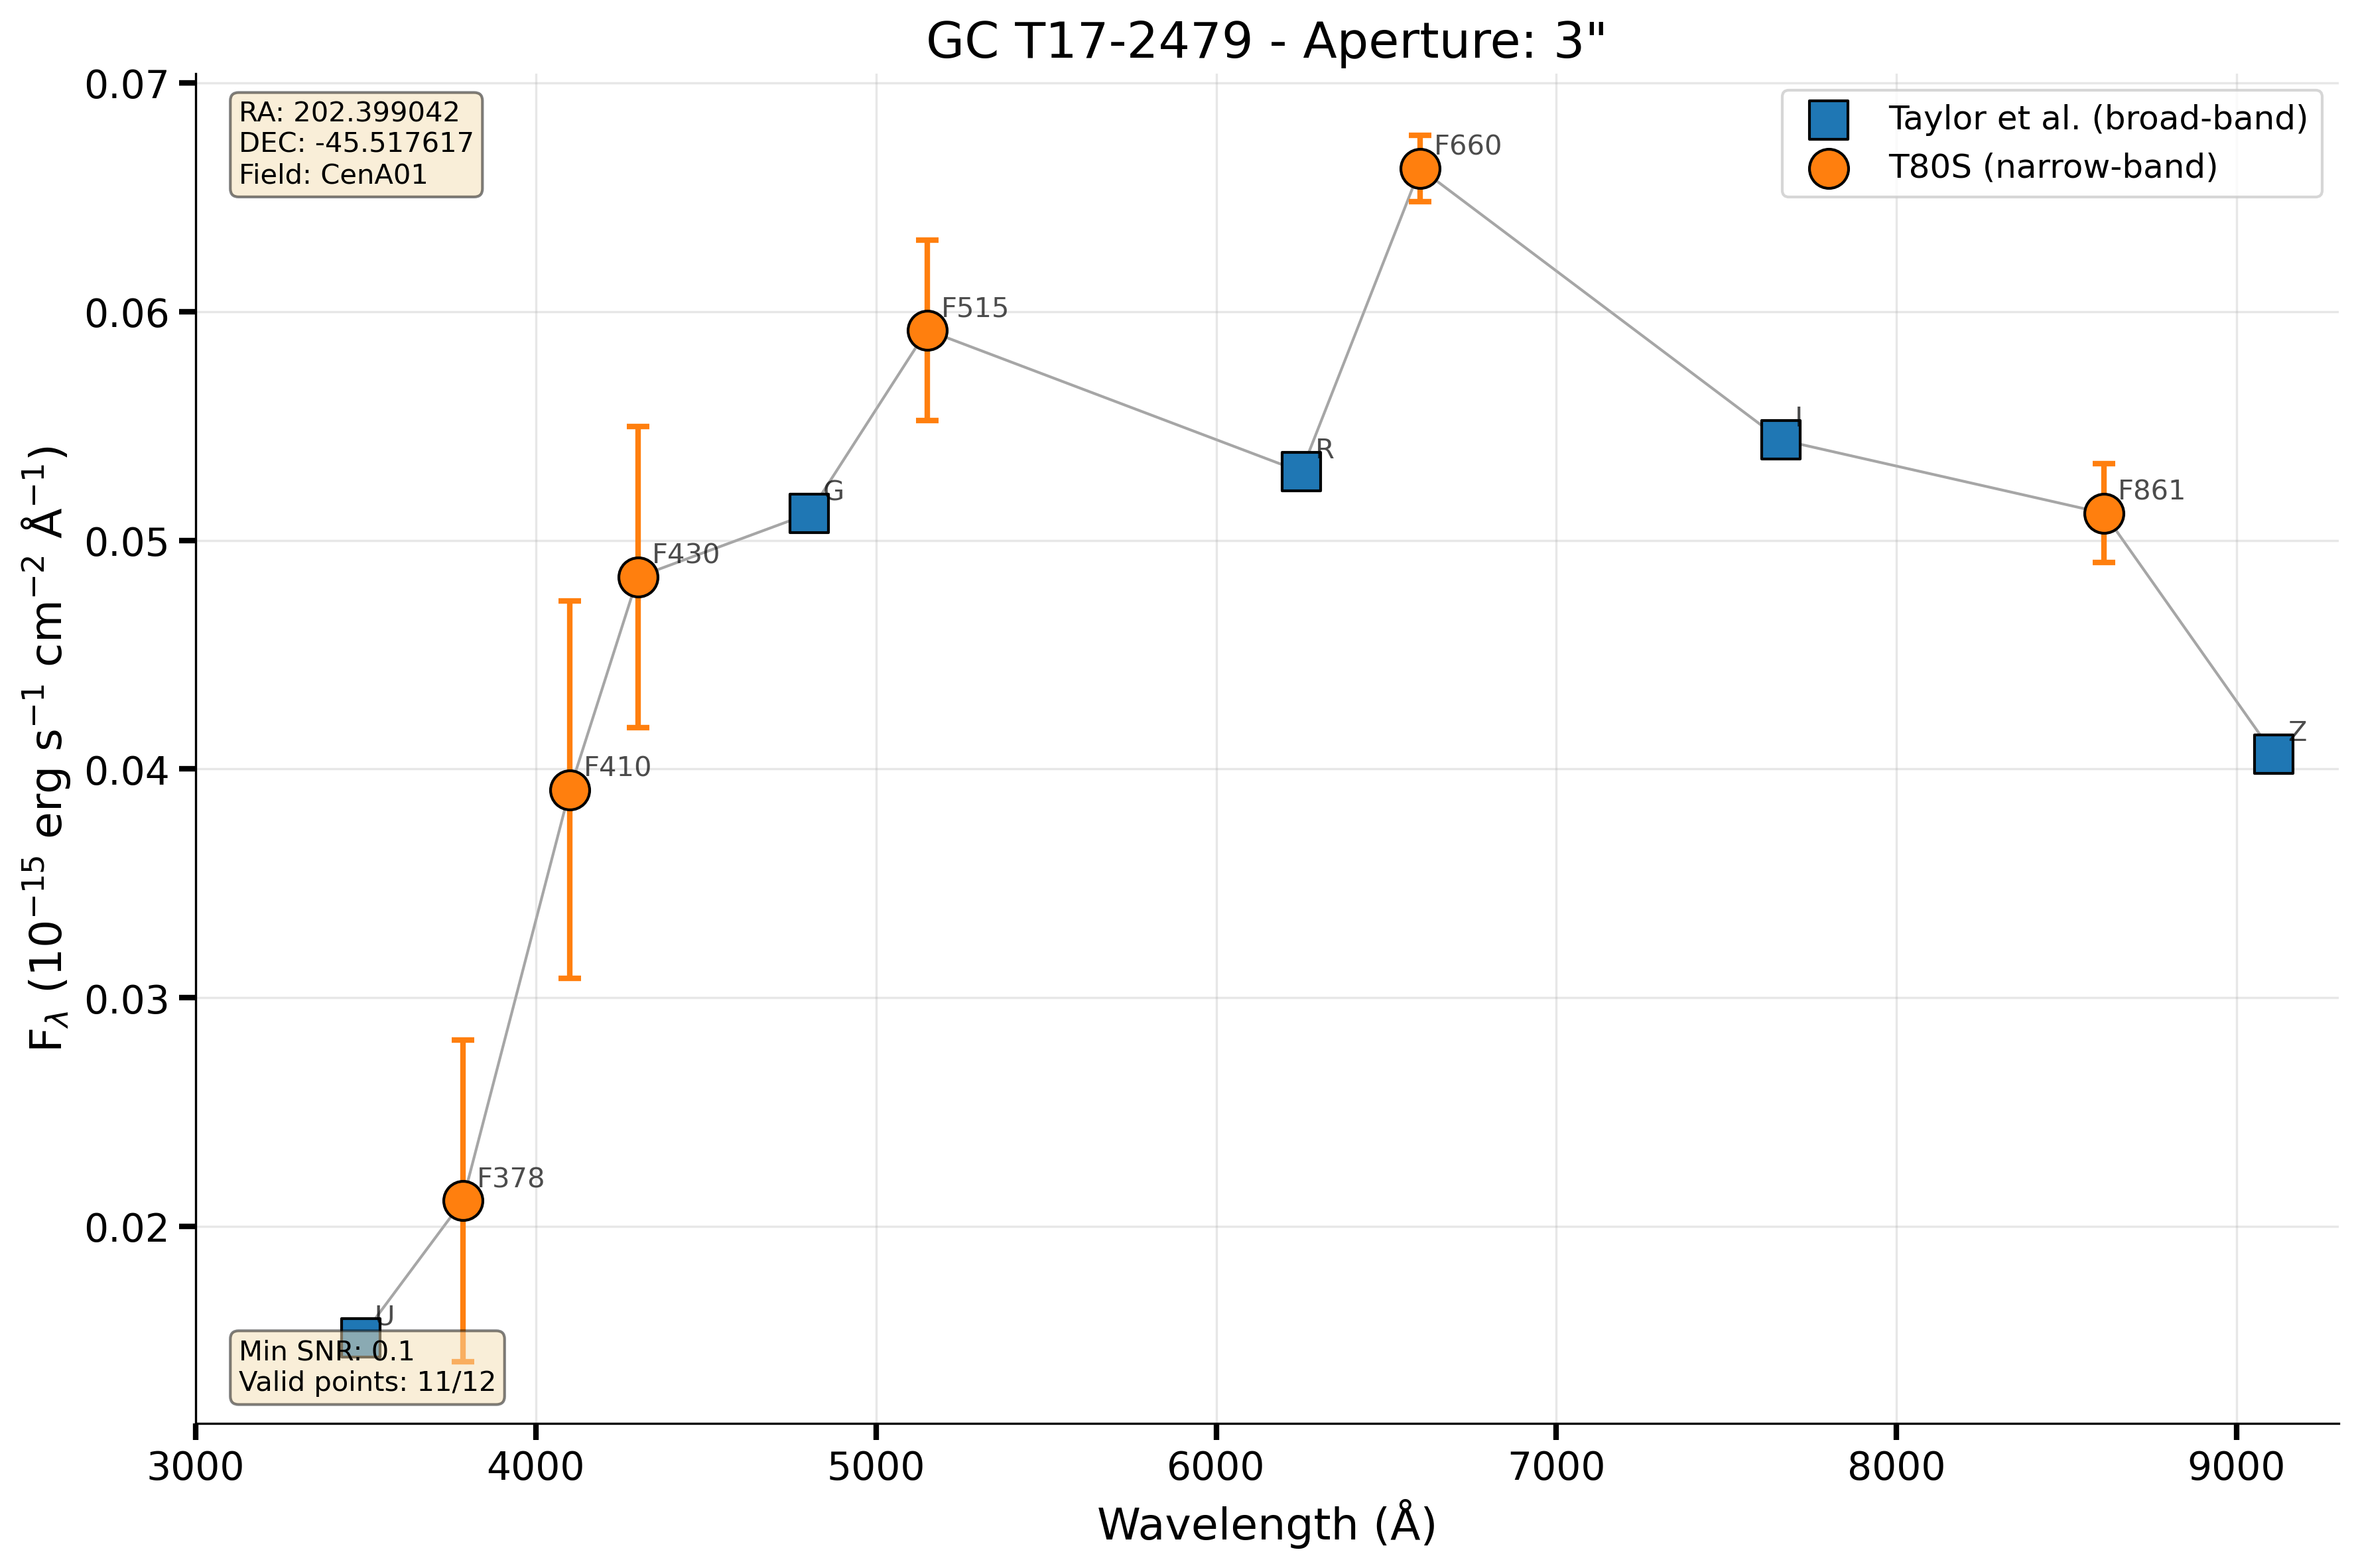 GC T17-2479 - Aperture: 3"
RA: 202.399042
DEC: -45.517617
Field: CenA01
Taylor et al. (broad-band)
T80S (narrow-band)
F660
F515
F861
F430
F410
F378
G
R
I
Z
U
Min SNR: 0.1
Valid points: 11/12
0.07
0.06
0.05
0.04
0.03
0.02
F_λ (10⁻¹⁵ erg s⁻¹ cm⁻² Å⁻¹)
3000 4000 5000 6000 7000 8000 9000
Wavelength (Å)